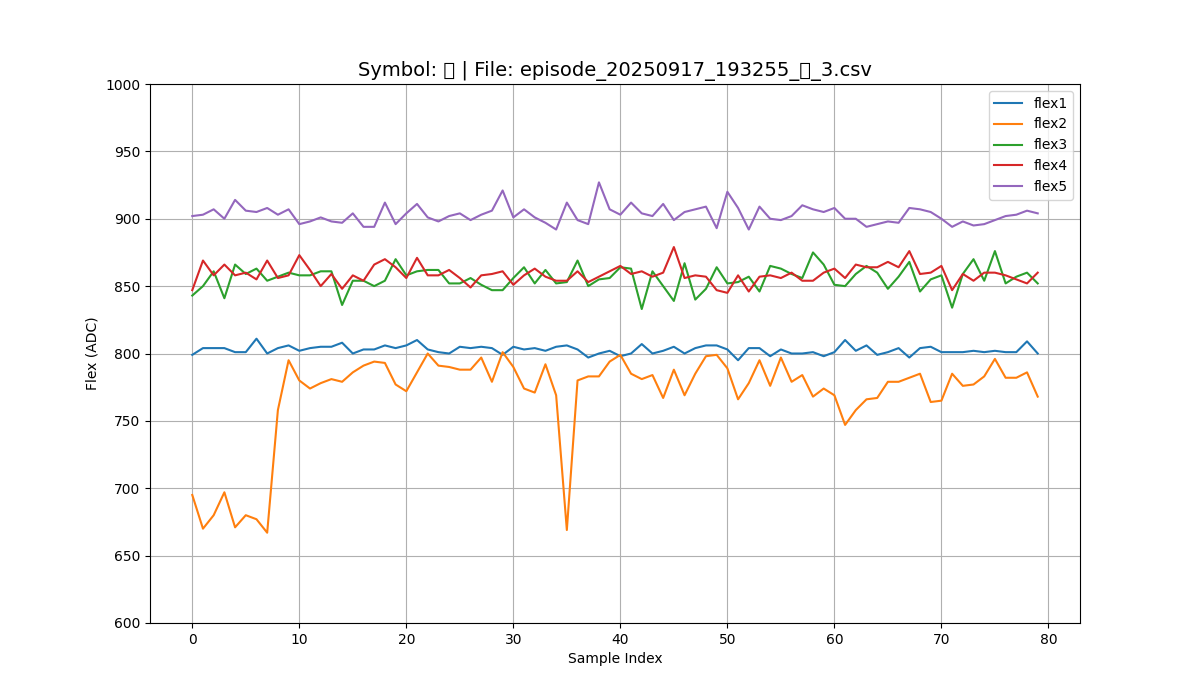 Symbol: | File: episode_20250917_193255_ _3.csv
1000
950
900
850
800
750
700
650
600
Flex (ADC)
flex1
flex2
flex3
flex4
flex5
0 10 20 30 40 50 60 70 80
Sample Index